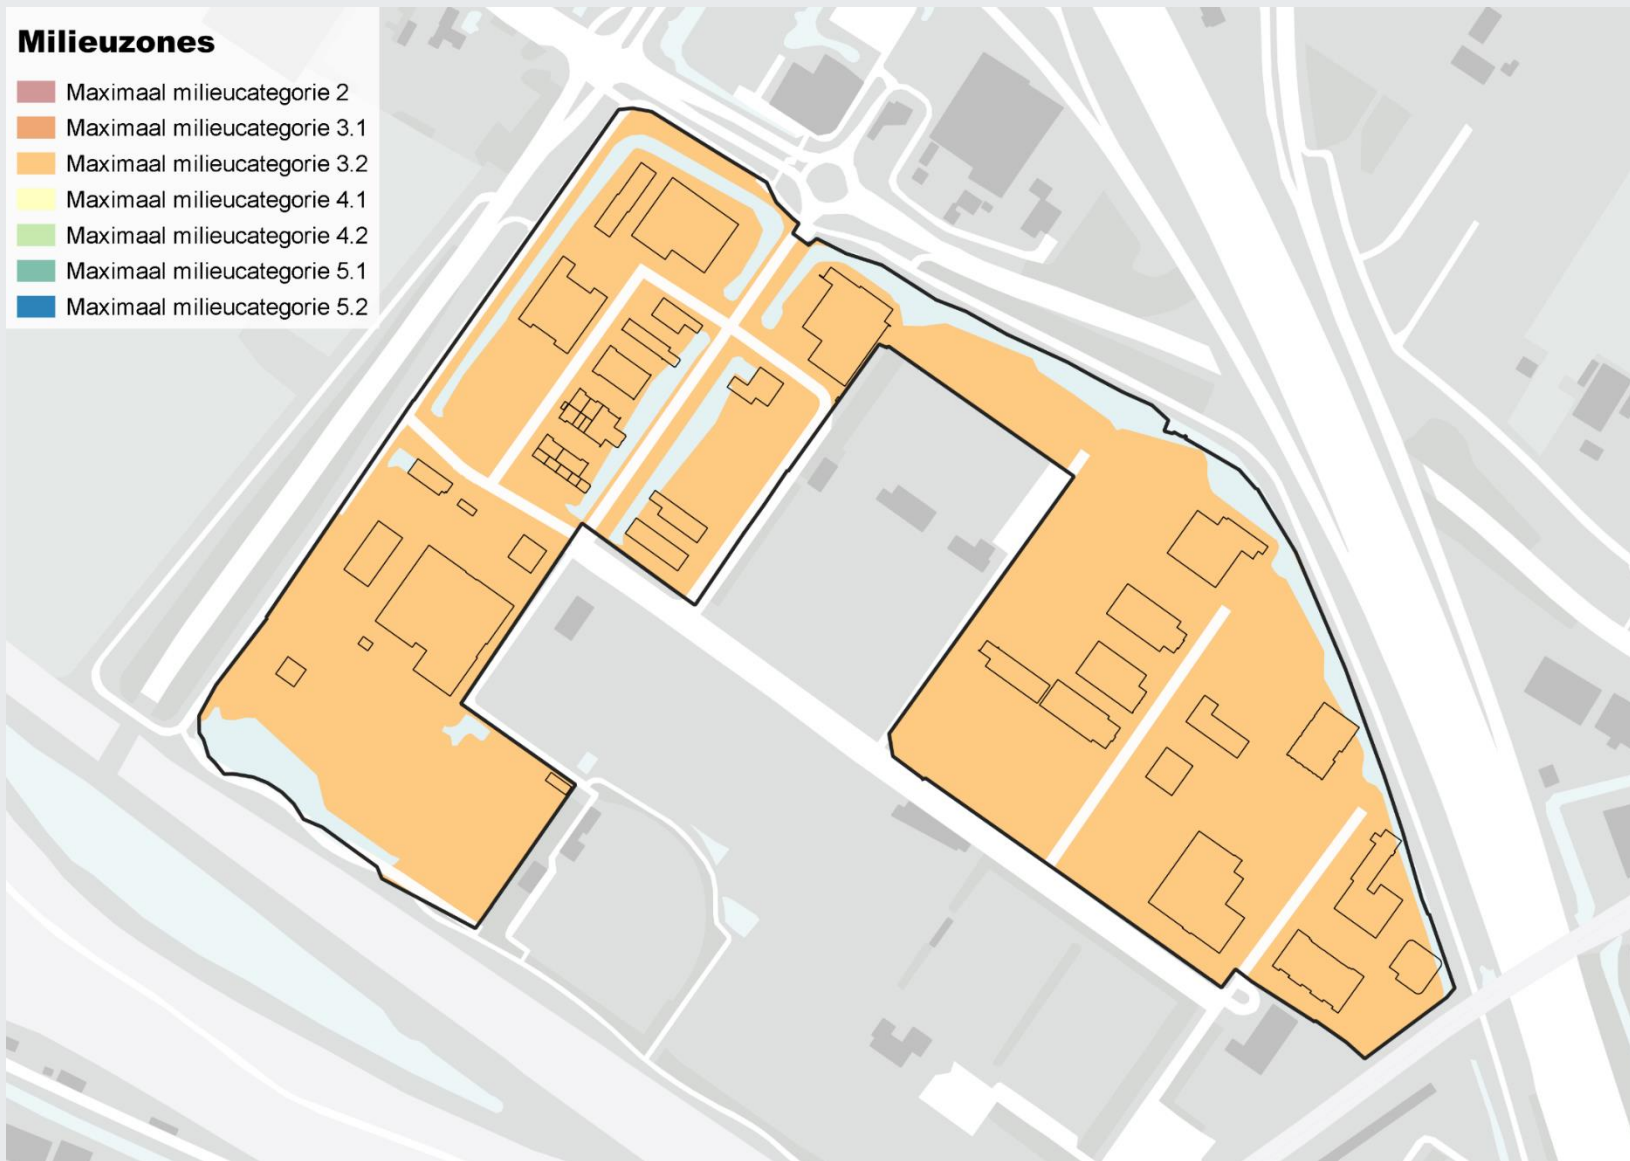 Milieuzones
Maximaal milieucategorie 2
Maximaal milieucategorie 3.1
Maximaal milieucategorie 3.2
Maximaal milieucategorie 4.1
Maximaal milieucategorie 4.2
Maximaal milieucategorie 5.1
Maximaal milieucategorie 5.2